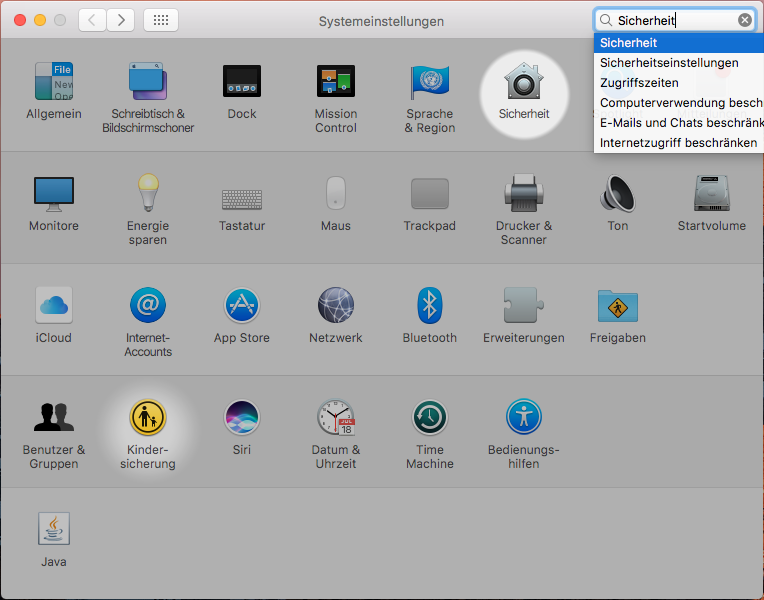 Systemeinstellungen
Sicherheit
Sicherheit
Sicherheitseinstellungen
Zugriffszeiten
Computerverwendung besch
E-Mails und Chats beschränk
Internetzugriff beschränken
File
New
Ope
Allgemein
Schreibtisch &
Bildschirmschoner
Dock
Mission
Control
Sprache
& Region
Sicherheit
Monitore
Energie
sparen
Tastatur
Maus
Trackpad
Drucker &
Scanner
Ton
Startvolume
iCloud
Internet-
Accounts
App Store
Netzwerk
Bluetooth
Erweiterungen
Freigaben
Benutzer &
Gruppen
Kinder-
sicherung
Siri
JUL
18
Datum &
Uhrzeit
Time
Machine
Bedienungs-
hilfen
Java